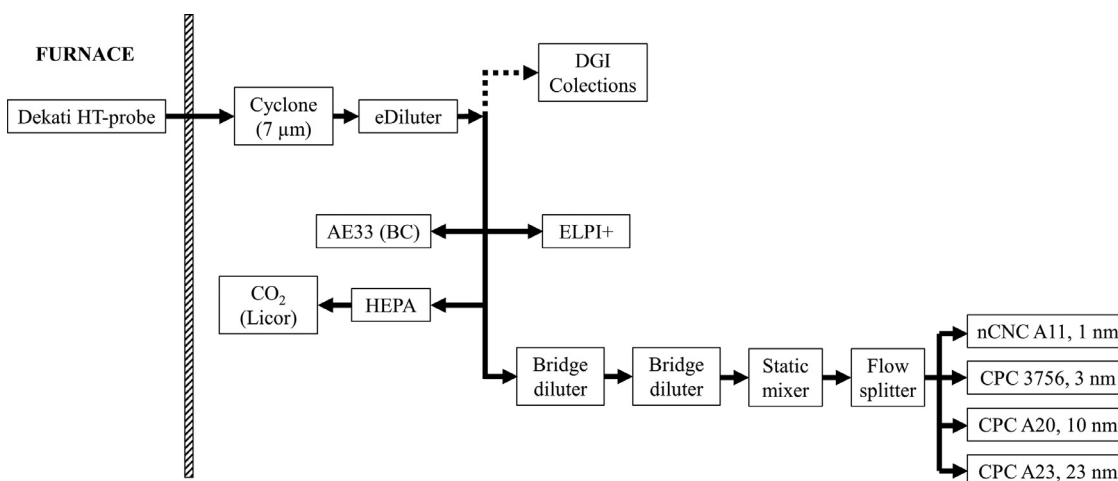 FURNACE
Dekati HT-probe
Cyclone
(7 µm)
eDiluter
DGI
Colections
AE33 (BC)
ELPI+
CO₂
(Licor)
HEPA
Bridge
diluter
Bridge
diluter
Static
mixer
Flow
splitter
nCNC A11, 1 nm
CPC 3756, 3 nm
CPC A20, 10 nm
CPC A23, 23 nm